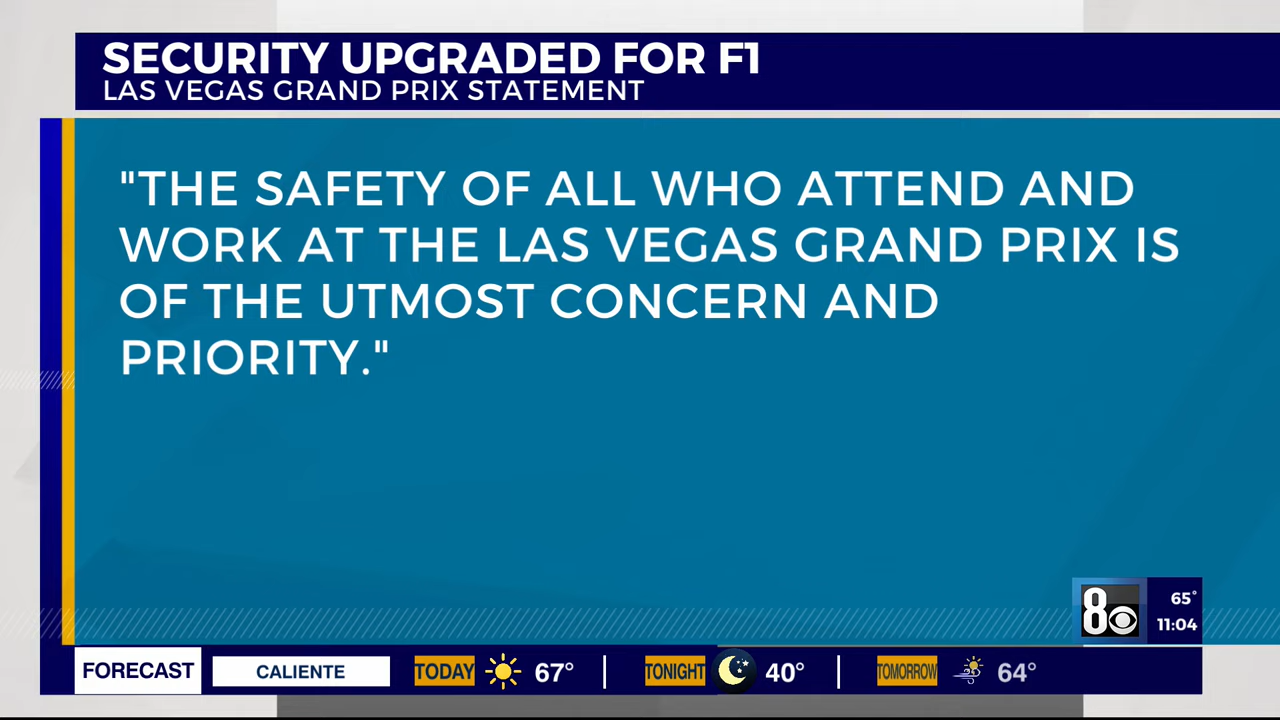 SECURITY UPGRADED FOR F1
LAS VEGAS GRAND PRIX STATEMENT
"THE SAFETY OF ALL WHO ATTEND AND
WORK AT THE LAS VEGAS GRAND PRIX IS
OF THE UTMOST CONCERN AND
PRIORITY."
8
65°
11:04
FORECAST CALIENTE TODAY 67° TONIGHT 40° TOMORROW 64°